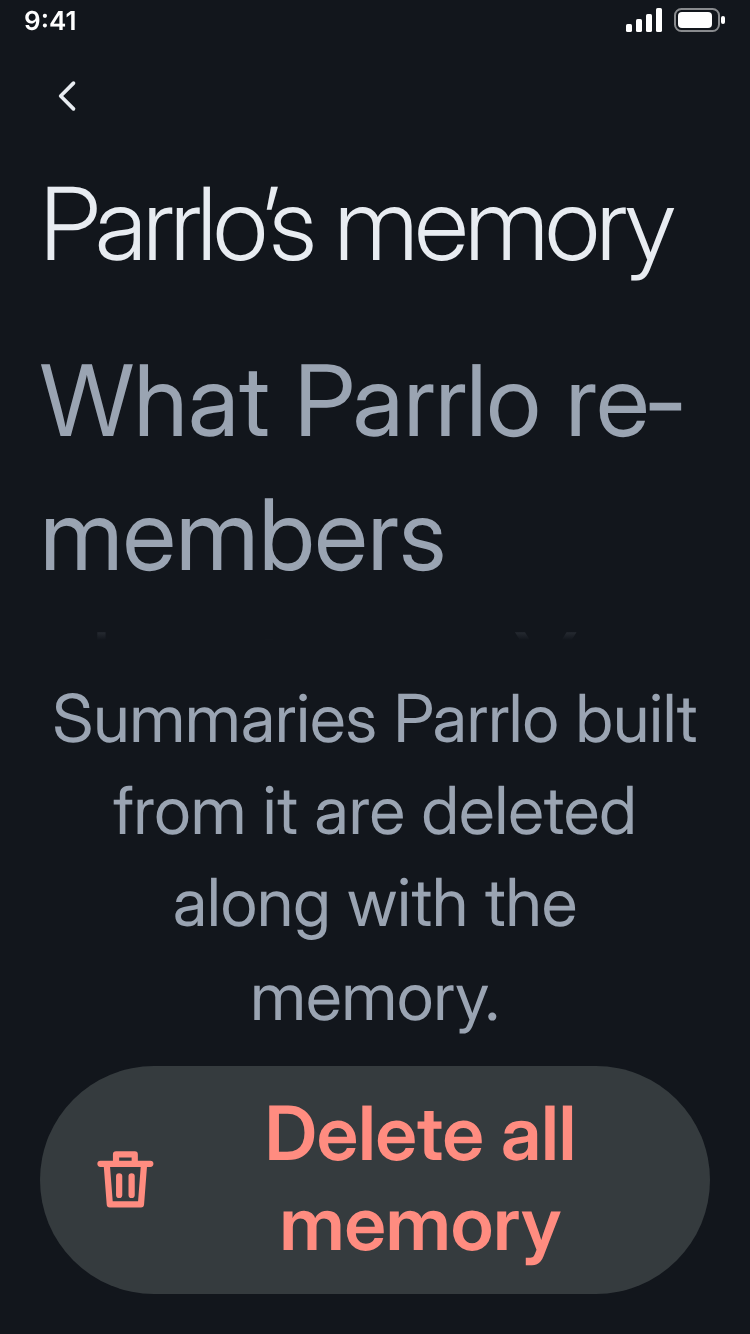 9:41
Parrlo’s memory
What Parrlo re-
members
Summaries Parrlo built
from it are deleted
along with the
memory.
Delete all
memory